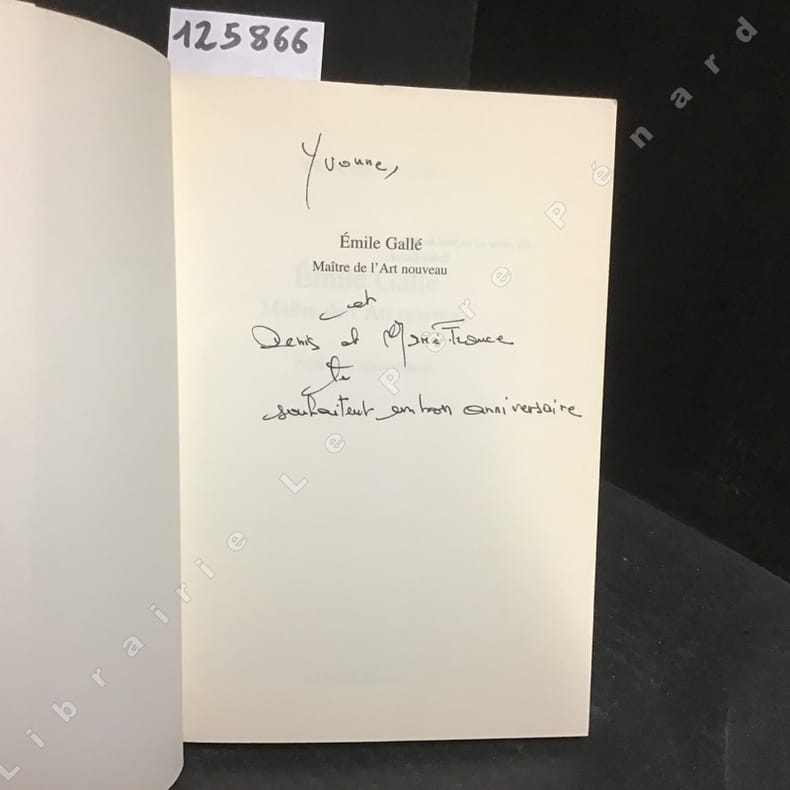 125866
Yvonne,
Émile Gallé
Maître de l'Art nouveau
et
Denis et Marie-France
te
souhaitent un bon anniversaire
Librairie Le Père Pénard